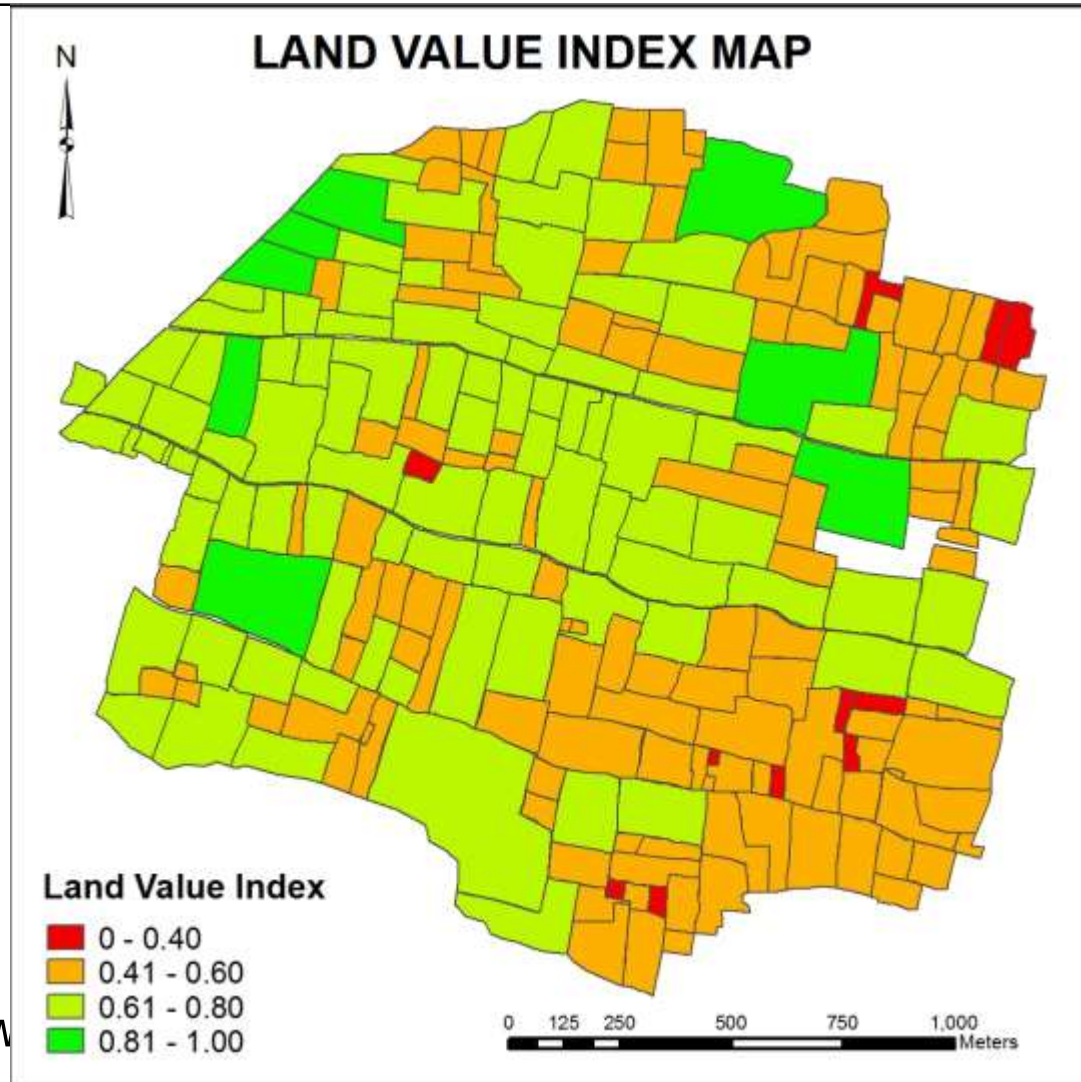 LAND VALUE INDEX MAP
N
Land Value Index
0 - 0.40
0.41 - 0.60
0.61 - 0.80
0.81 - 1.00
0 125 250 500 750 1,000
Meters